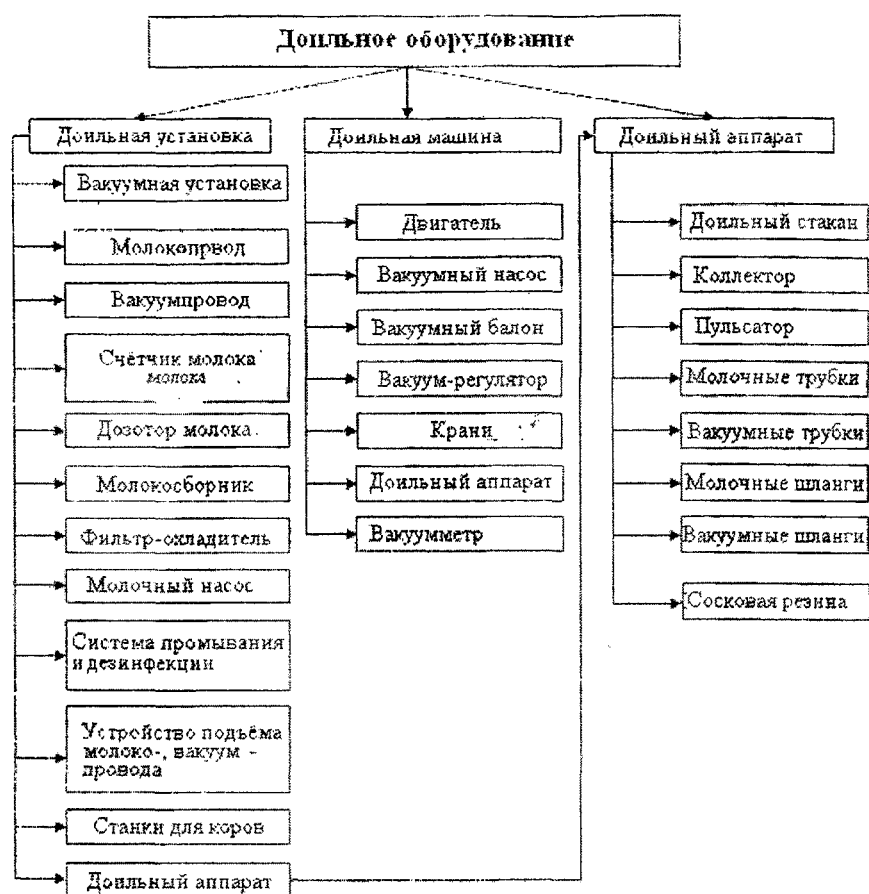 Доильное оборудование
Доильная установка
Вакуумная установка
Молокопрвод
Вакуумпровод
Счётчик молока
молока
Дозотор молока
Молокосборник
Фильтр-охладитель
Молочный насос
Система промывания
и дезинфекции
Устройство подъёма
молоко-, вакуум -
провода
Станки для коров
Доильный аппарат
Доильная машина
Двигатель
Вакуумный насос
Вакуумный балон
Вакуум-регулятор
Крани
Доильный аппарат
Вакуумметр
Доильный аппарат
Доильный стакан
Коллектор
Пульсатор
Молочные трубки
Вакуумные трубки
Молочные шланги
Вакуумные шланги
Сосковая резина